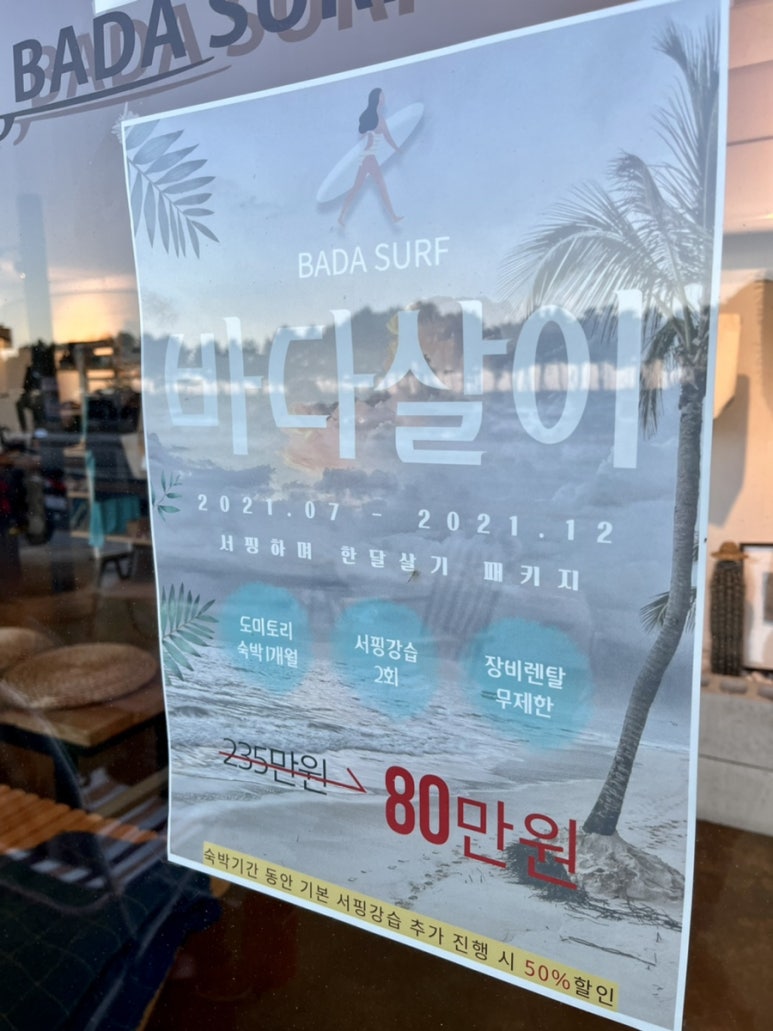 BADA SURF
BADA SURF
바다살이
2021.07 - 2021.12
서핑하며 한달살기 패키지
도미토리
숙박1개월
서핑강습
2회
장비렌탈
무제한
235만원
80만원
숙박기간 동안 기본 서핑강습 추가 진행 시 50%할인